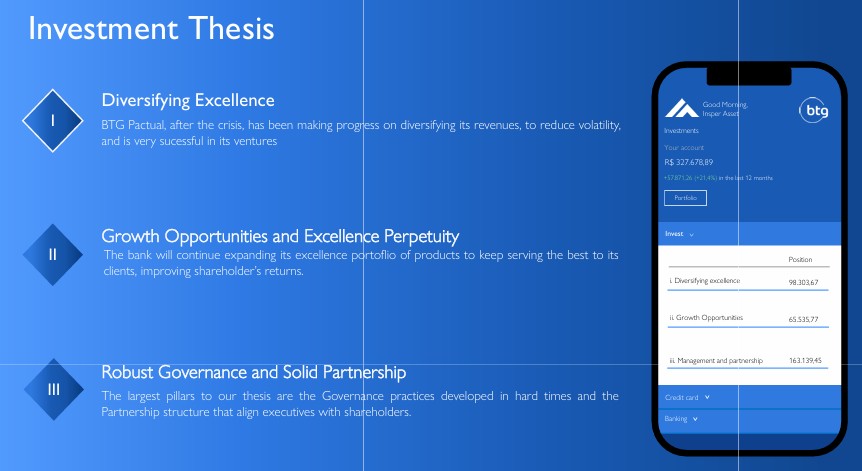 Investment Thesis
I
Diversifying Excellence
BTG Pactual, after the crisis, has been making progress on diversifying its revenues, to reduce volatility,
and is very sucessful in its ventures
II
Growth Opportunities and Excellence Perpetuity
The bank will continue expanding its excellence portoflio of products to keep serving the best to its
clients, improving shareholder's returns.
III
Robust Governance and Solid Partnership
The largest pillars to our thesis are the Governance practices developed in hard times and the
Partnership structure that align executives with shareholders.
Good Morning,
Insper Asset
btg
Investments
Your account
R$ 327.678,89
+57.871,26 (+21.4%) in the last 12 months
Portfolio
Invest
Position
i. Diversifying excellence 98.303,67
ii. Growth Opportunities 65.535,77
iii. Management and partnership 163.139,45
Credit card
Banking